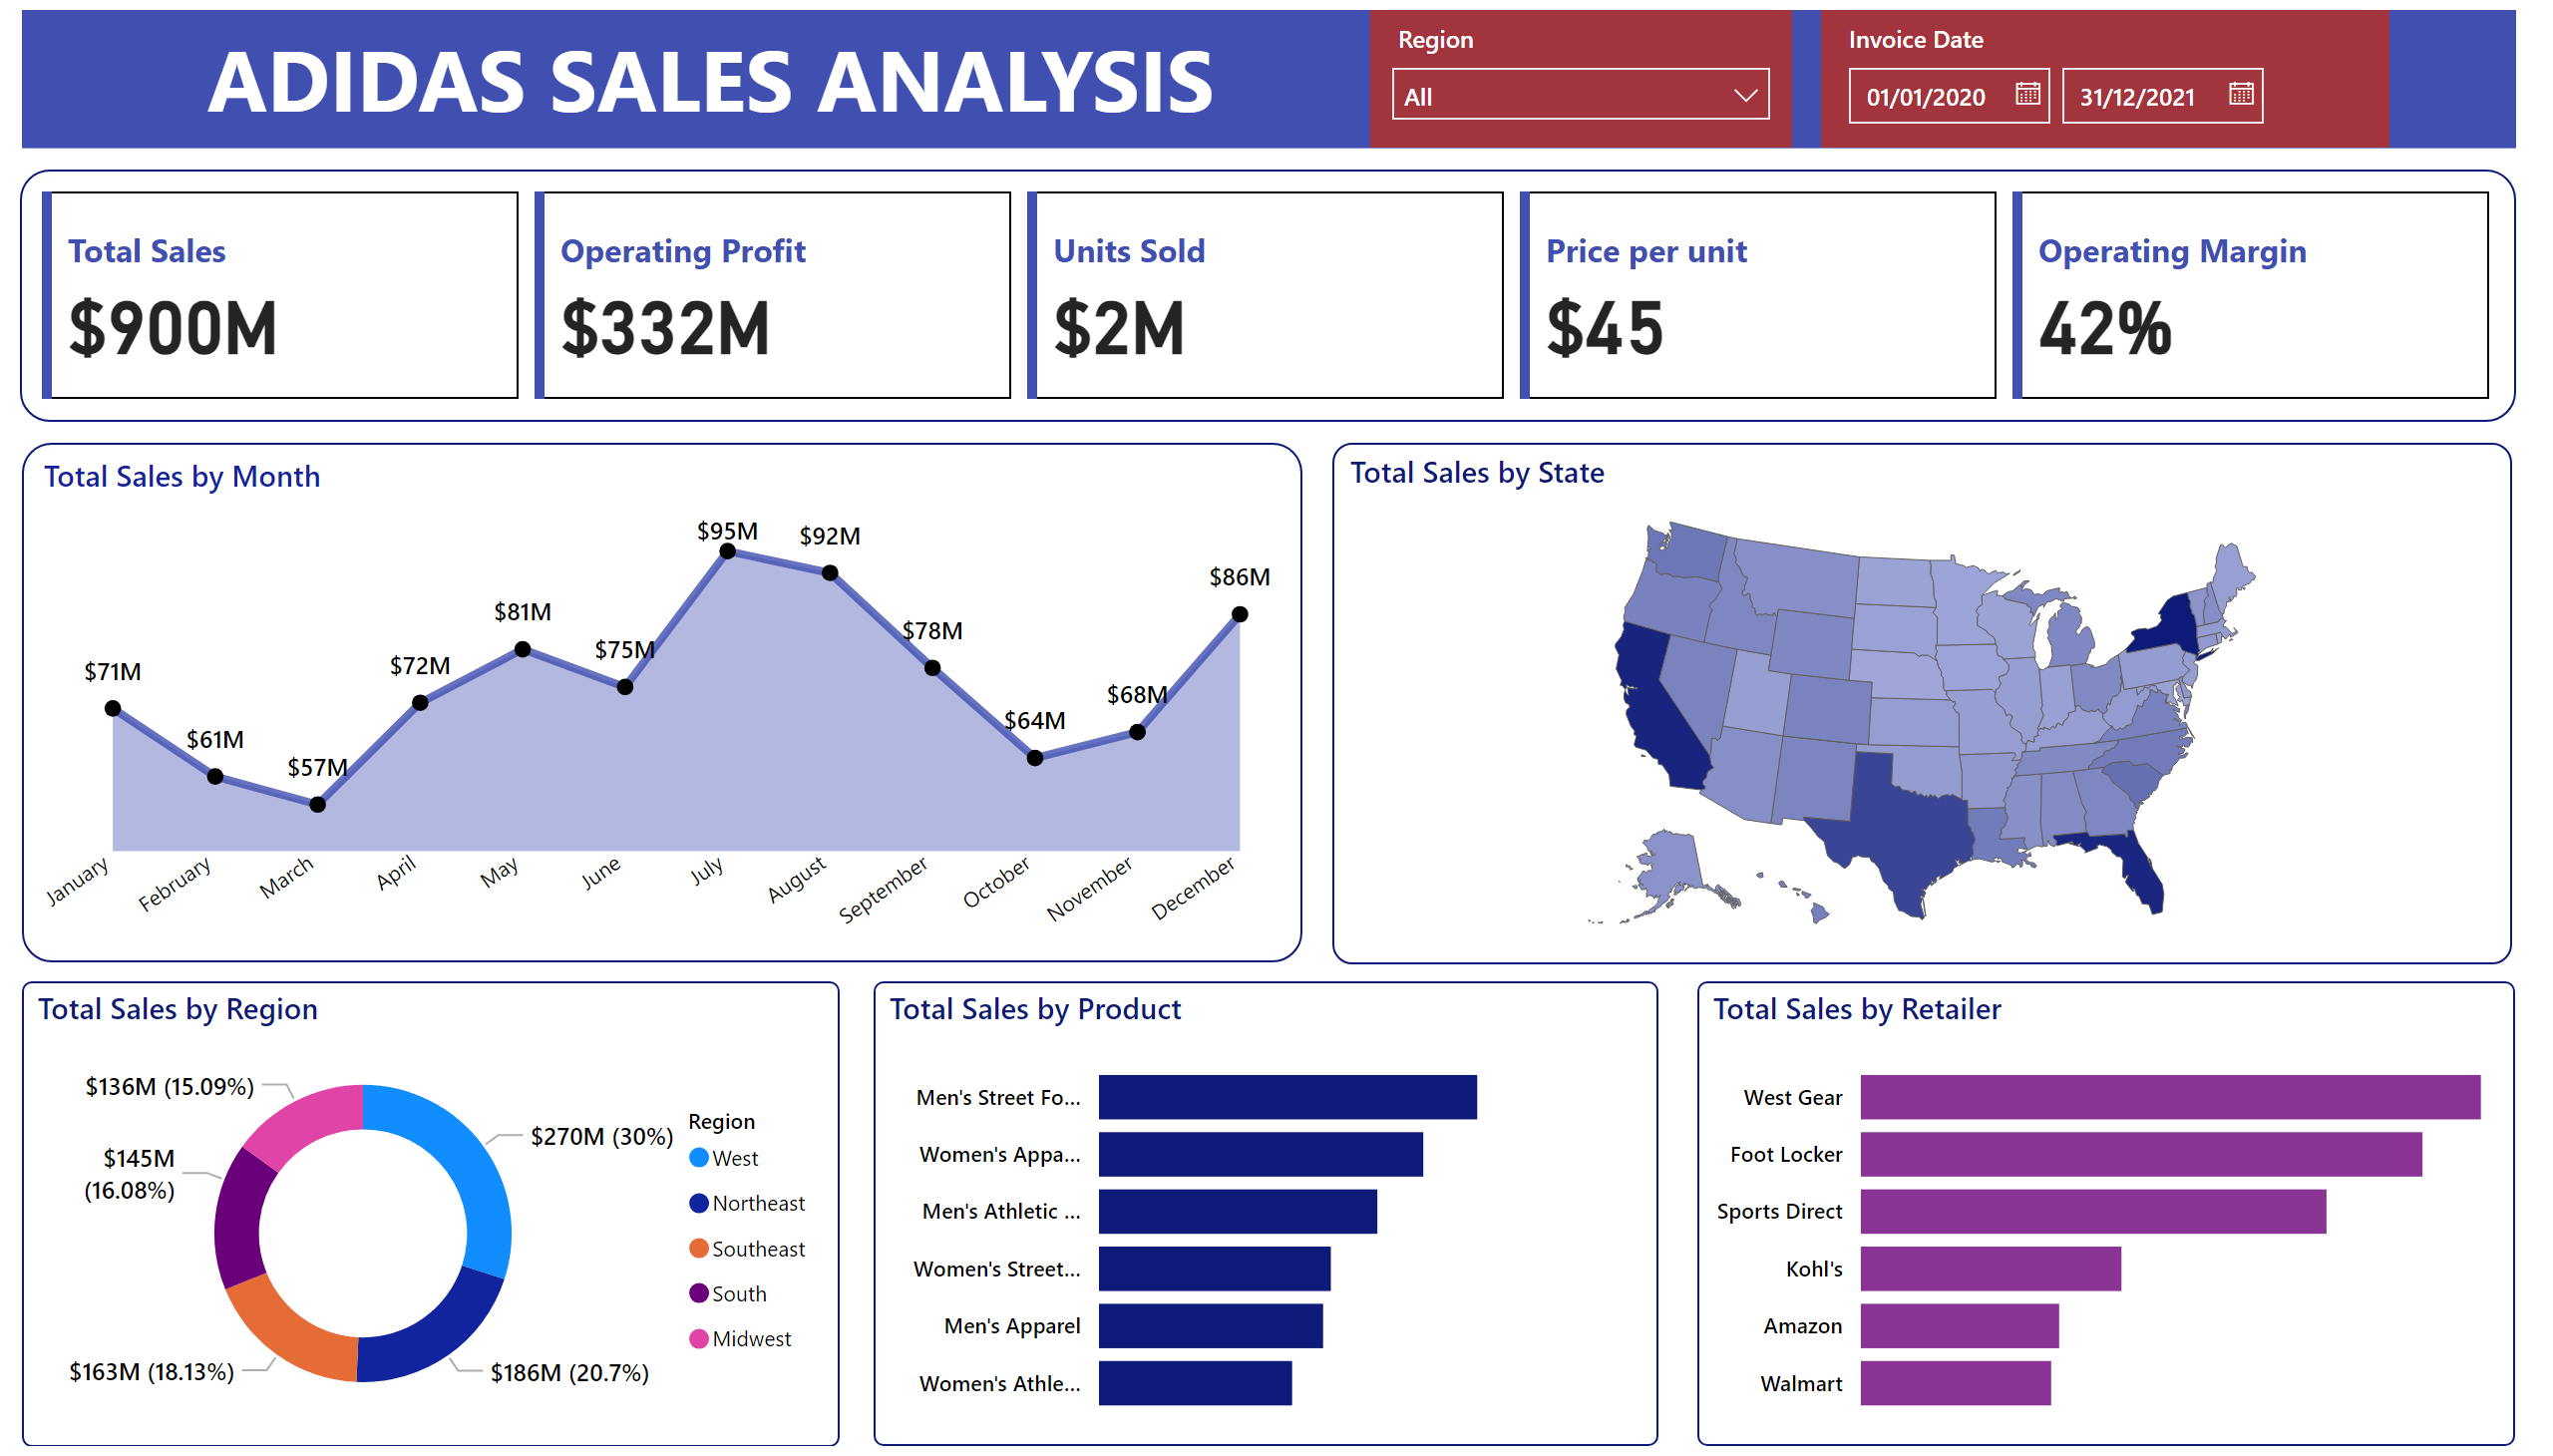 ADIDAS SALES ANALYSIS
Region
All
Invoice Date
01/01/2020
31/12/2021
Total Sales
$900M
Operating Profit
$332M
Units Sold
$2M
Price per unit
$45
Operating Margin
42%
Total Sales by Month
$71M
$61M
$57M
$72M
$81M
$75M
$95M
$92M
$78M
$64M
$68M
$86M
January
February
March
April
May
June
July
August
September
October
November
December
Total Sales by State
Total Sales by Region
$136M (15.09%)
$145M
(16.08%)
$163M (18.13%)
$270M (30%)
$186M (20.7%)
Region
West
Northeast
Southeast
South
Midwest
Total Sales by Product
Men's Street Fo...
Women's Appa...
Men's Athletic ...
Women's Street...
Men's Apparel
Women's Athle...
Total Sales by Retailer
West Gear
Foot Locker
Sports Direct
Kohl's
Amazon
Walmart